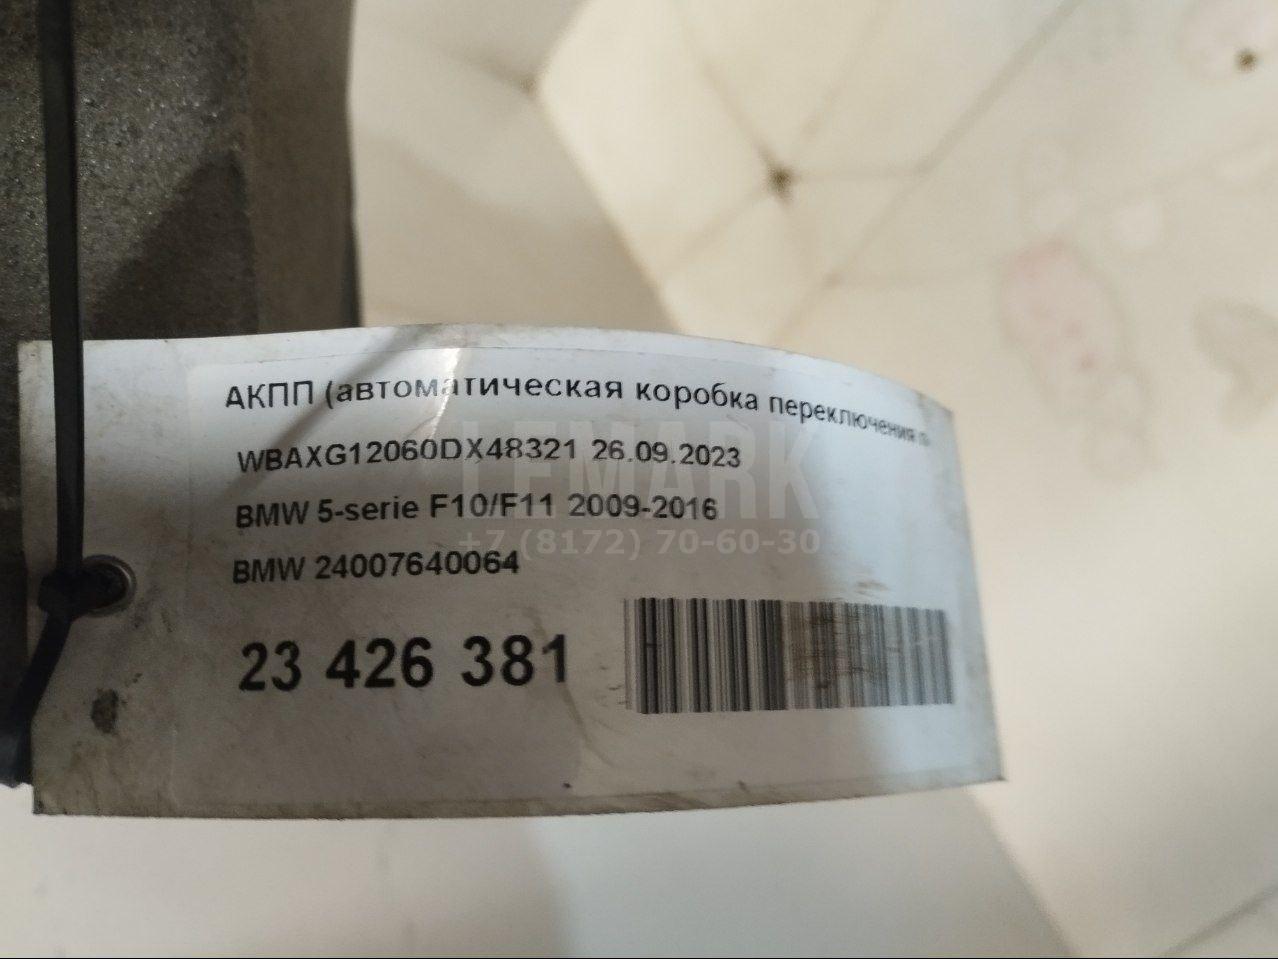 АКПП (автоматическая коробка переключения п
WBAXG12060DX48321 26.09.2023
BMW 5-serie F10/F11 2009-2016
BMW 24007640064
23 426 381
LEMARK
+7 (8172) 70-60-30